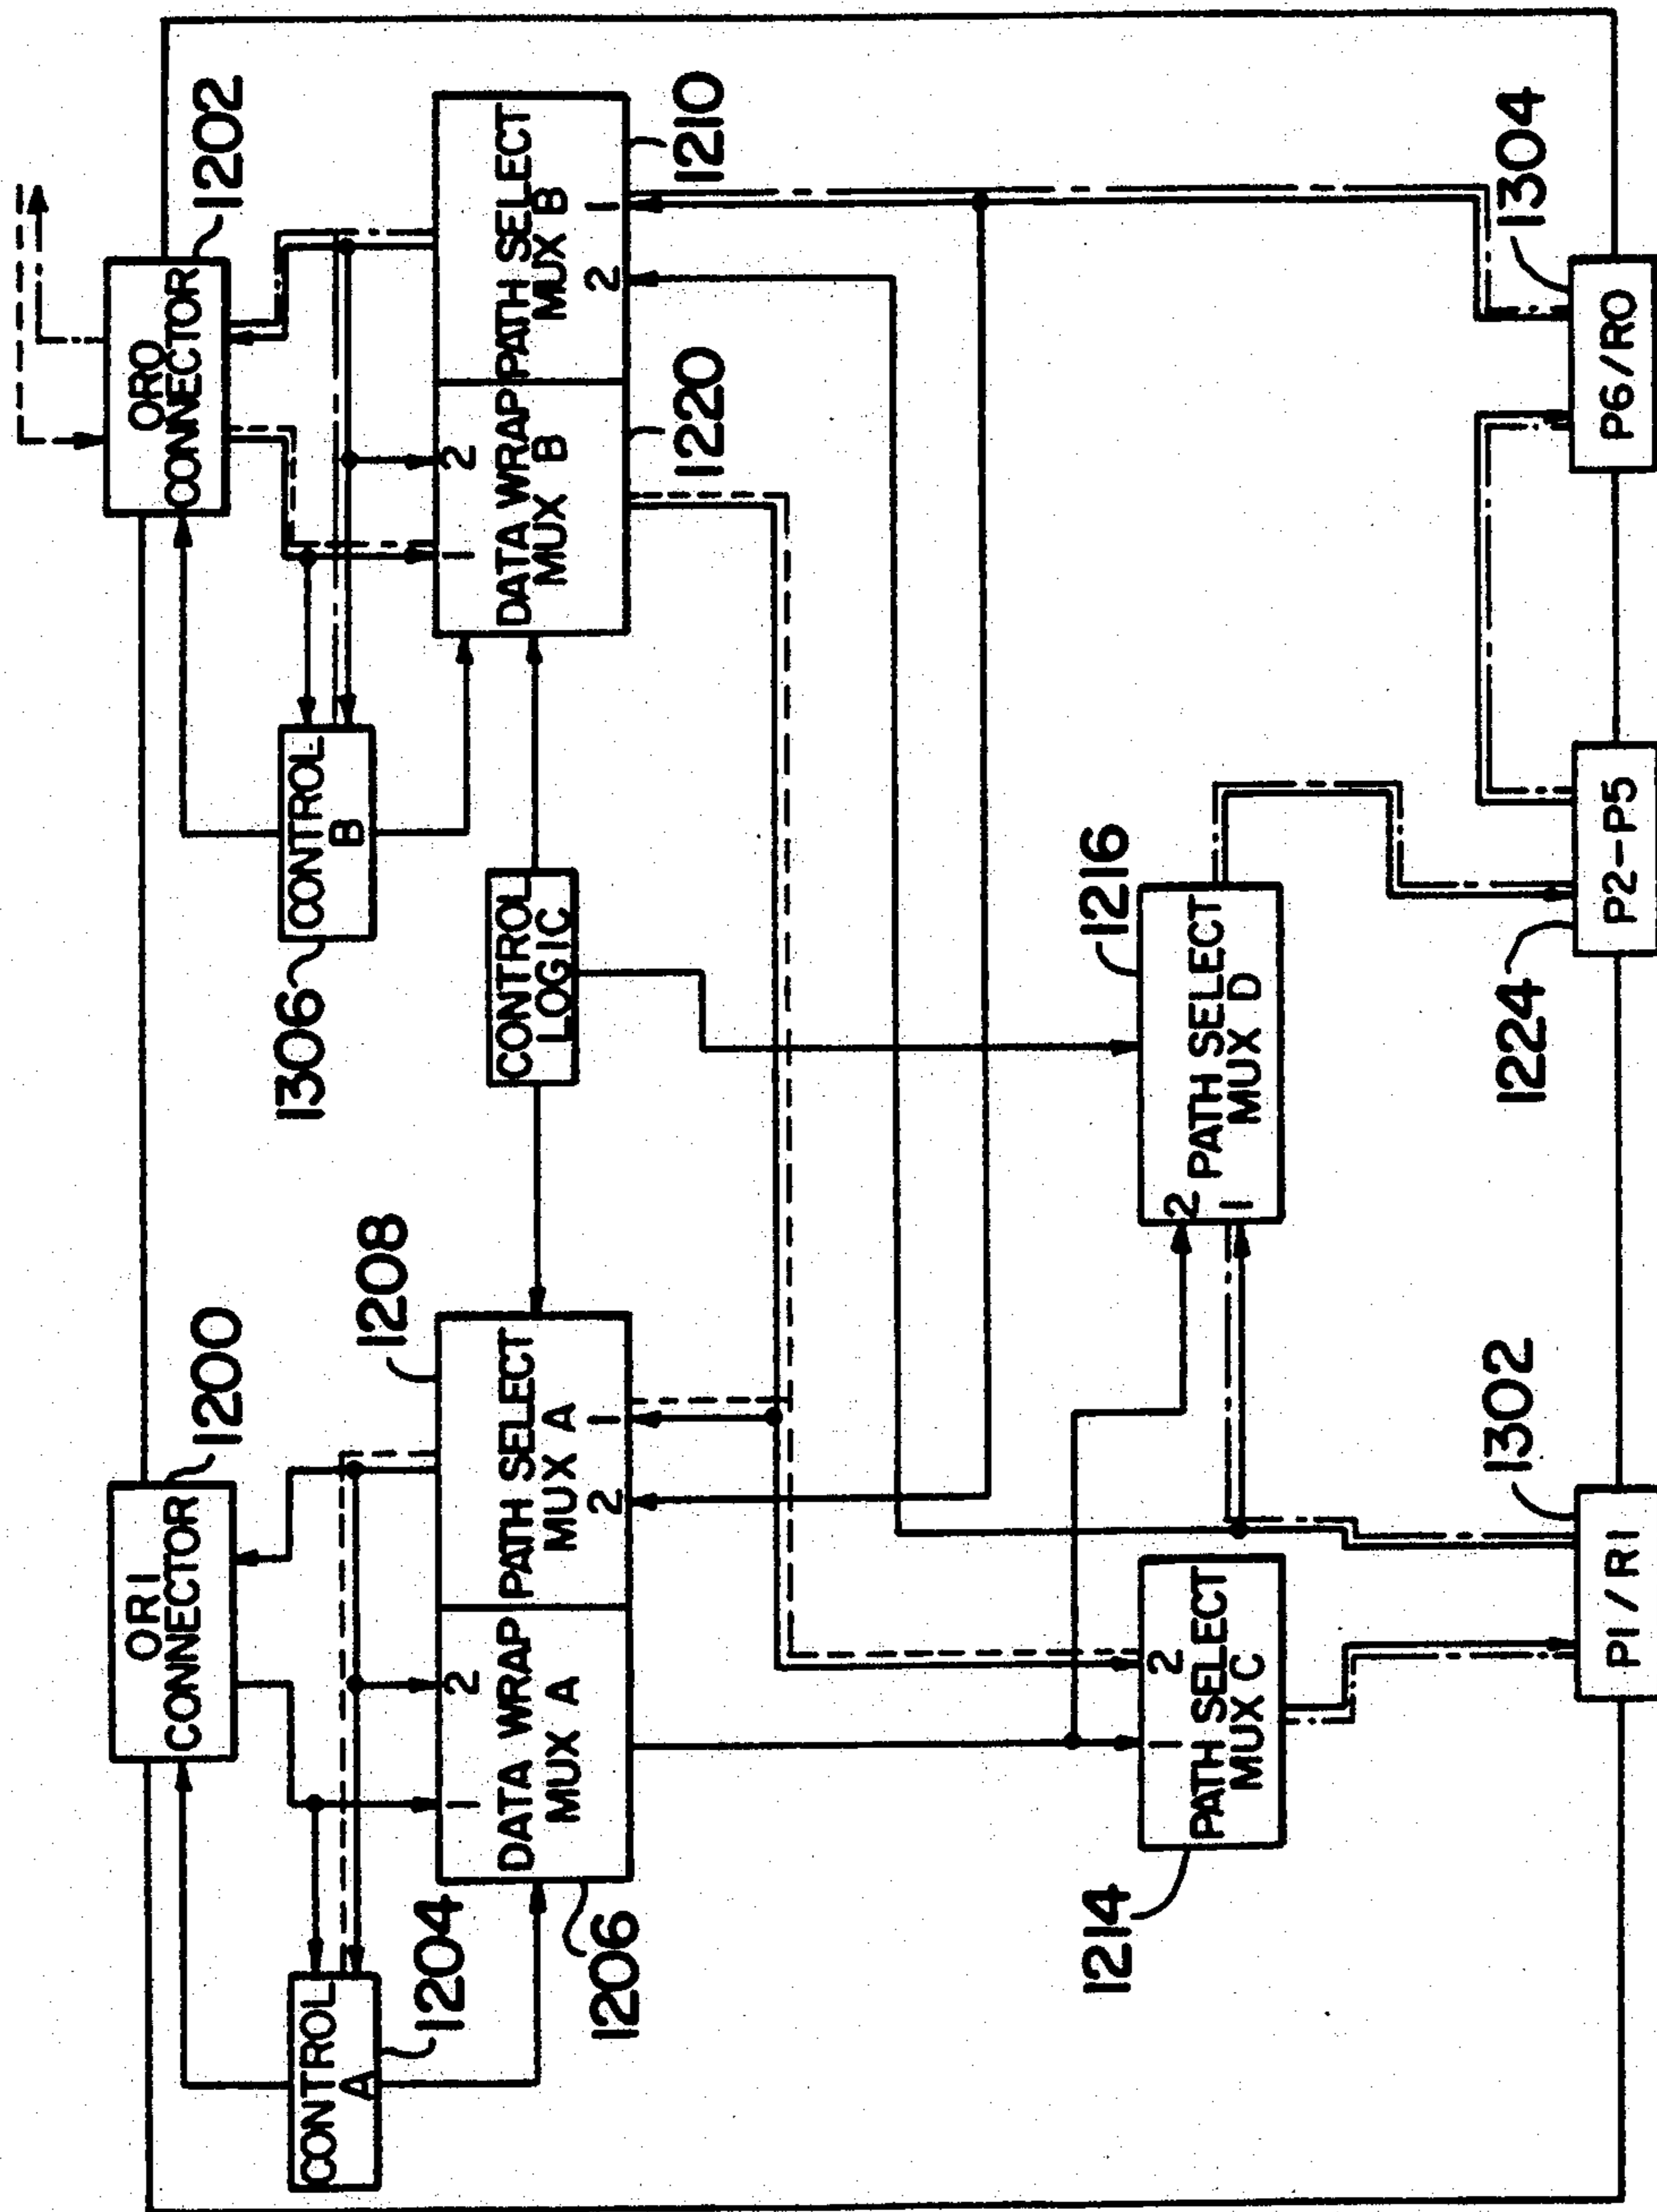 ORI
CONNECTOR
1200
ORO
CONNECTOR
1202
CONTROL
A
1204
CONTROL
B
1306
DATA WRAP
MUX A
1
2
1206
PATH SELECT
MUX A
2
1
1208
CONTROL
LOGIC
DATA WRAP
MUX B
1
2
1220
PATH SELECT
MUX B
2
1
1210
1
2
PATH SELECT
MUX C
1214
2
1
PATH SELECT
MUX D
1216
P1/RI
1302
P2-P5
1224
P6/RO
1304